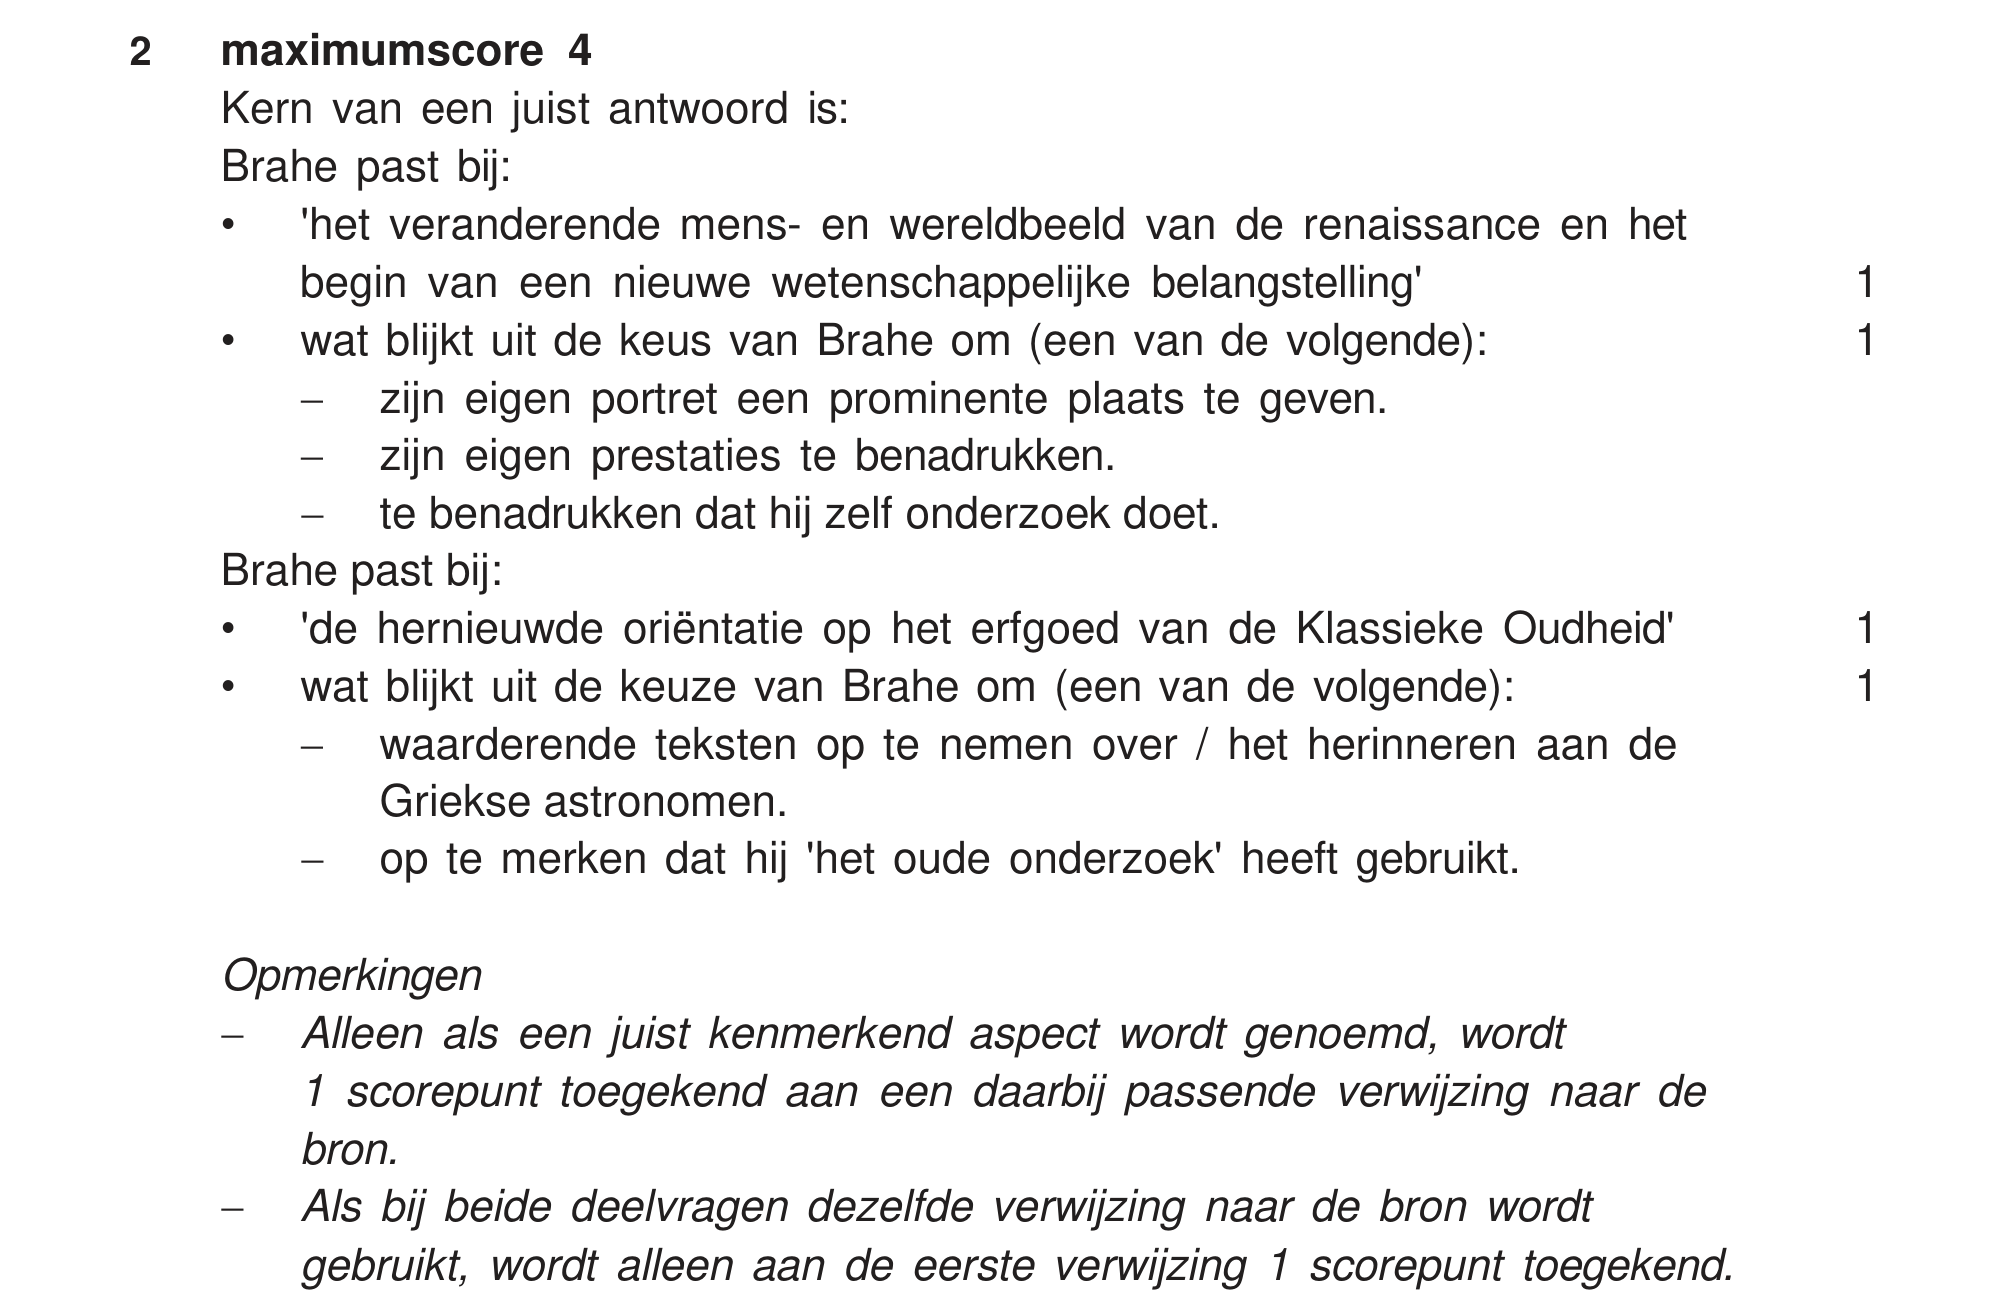 2 maximumscore 4
Kern van een juist antwoord is:
Brahe past bij:
• 'het veranderende mens- en wereldbeeld van de renaissance en het
begin van een nieuwe wetenschappelijke belangstelling' 1
• wat blijkt uit de keus van Brahe om (een van de volgende): 1
– zijn eigen portret een prominente plaats te geven.
– zijn eigen prestaties te benadrukken.
– te benadrukken dat hij zelf onderzoek doet.
Brahe past bij:
• 'de hernieuwde oriëntatie op het erfgoed van de Klassieke Oudheid' 1
• wat blijkt uit de keuze van Brahe om (een van de volgende): 1
– waarderende teksten op te nemen over / het herinneren aan de
Griekse astronomen.
– op te merken dat hij 'het oude onderzoek' heeft gebruikt.
Opmerkingen
– Alleen als een juist kenmerkend aspect wordt genoemd, wordt
1 scorepunt toegekend aan een daarbij passende verwijzing naar de
bron.
– Als bij beide deelvragen dezelfde verwijzing naar de bron wordt
gebruikt, wordt alleen aan de eerste verwijzing 1 scorepunt toegekend.